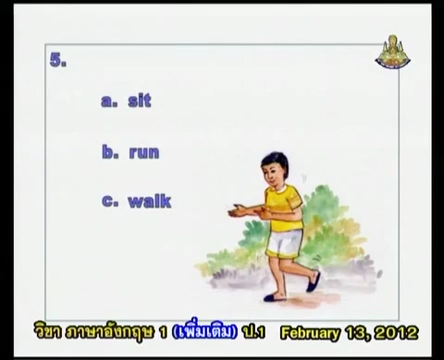 5.
a. sit
b. run
c. walk
วิชา ภาษาอังกฤษ 1 (เพิ่มเติม) ป.1 February 13, 2012